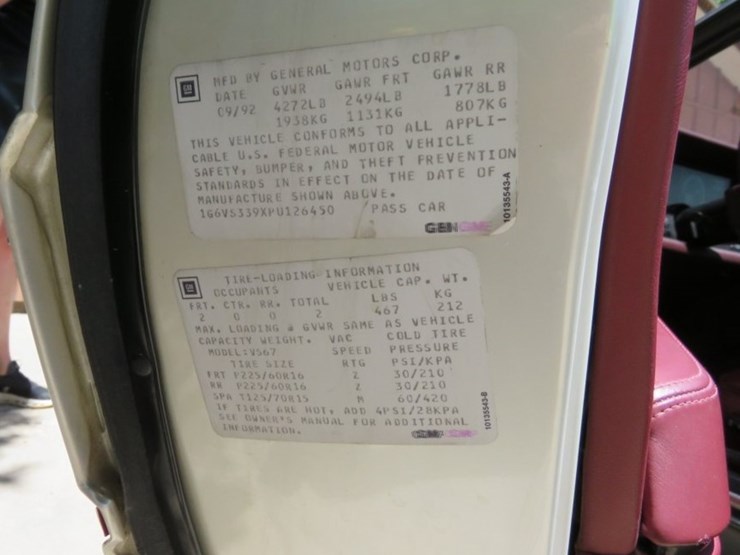 GM
MFD BY GENERAL MOTORS CORP.
DATE GVWR GAWR FRT GAWR RR
C9/92 4272LB 2494LB 1778LB
1938KG 1131KG 807KG
THIS VEHICLE CONFORMS TO ALL APPLI-
CABLE U.S. FEDERAL MOTOR VEHICLE
SAFETY, BUMPER, AND THEFT PREVENTION
STANDARDS IN EFFECT ON THE DATE OF
MANUFACTURE SHOWN ABOVE.
1G6VS339XPU126450 PASS CAR
10135543-A
GM
TIRE-LOADING INFORMATION
OCCUPANTS VEHICLE CAP. WT.
FRT. CTR. RR. TOTAL LBS KG
2 0 0 2 467 212
MAX. LOADING @ GVWR SAME AS VEHICLE
CAPACITY WEIGHT. VAC COLD TIRE
MODEL:VS67 SPEED PRESSURE
TIRE SIZE RTG PSI/KPA
FRT P225/60R16 Z 30/210
RR P225/60R16 Z 30/210
SPA T125/70R15 M 60/420
IF TIRES ARE HOT, ADD 4PSI/28KPA
SEE OWNER'S MANUAL FOR ADDITIONAL
INFORMATION.
10135543-B